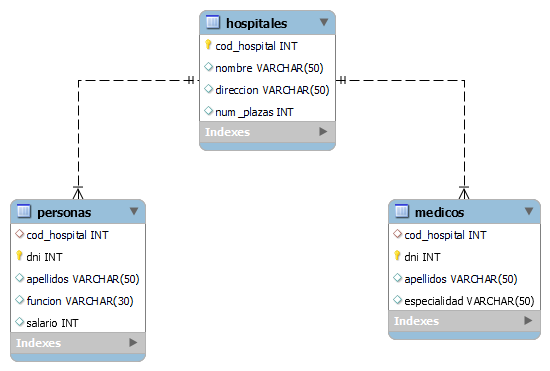 hospitales
cod_hospital INT
nombre VARCHAR(50)
direccion VARCHAR(50)
num_plazas INT
Indexes
personas
cod_hospital INT
dni INT
apellidos VARCHAR(50)
funcion VARCHAR(30)
salario INT
Indexes
medicos
cod_hospital INT
dni INT
apellidos VARCHAR(50)
especialidad VARCHAR(50)
Indexes